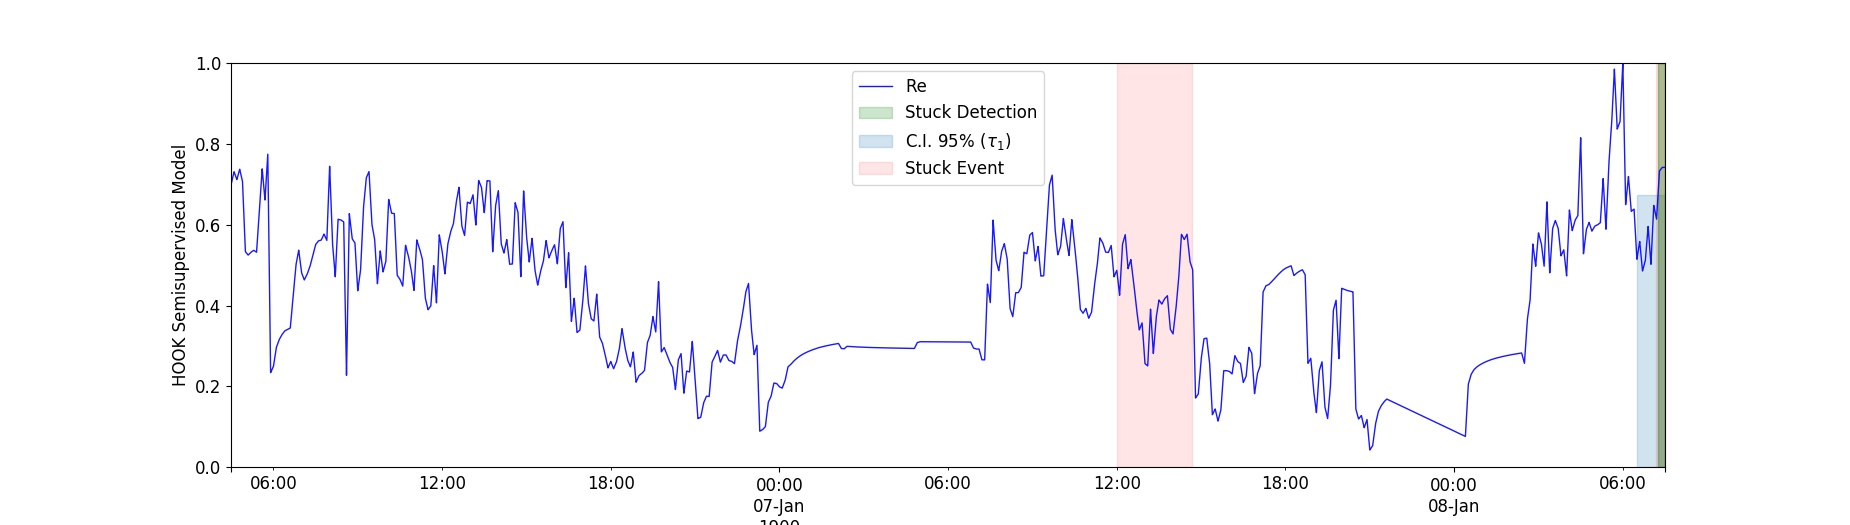 HOOK Semisupervised Model
1.0
0.8
0.6
0.4
0.2
0.0
Re
Stuck Detection
C.I. 95% (τ₁)
Stuck Event
06:00 12:00 18:00 00:00 06:00 12:00 18:00 00:00 06:00
07-Jan 08-Jan
1900